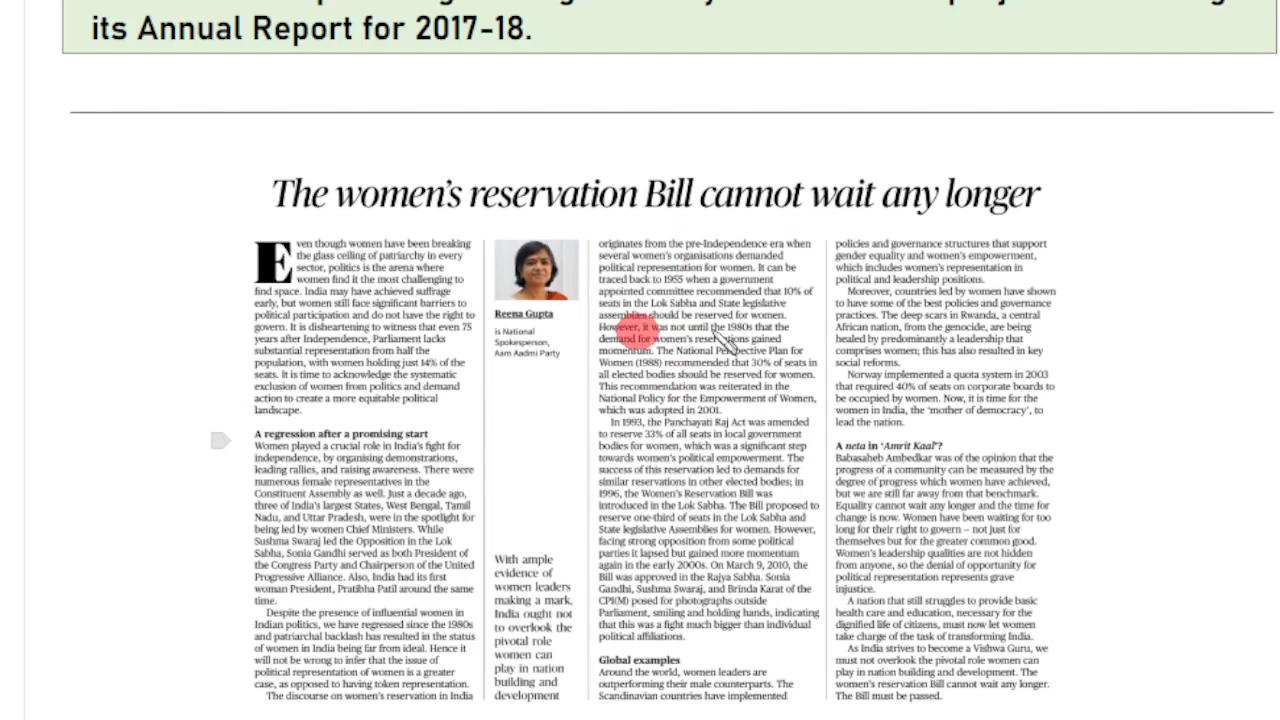 its Annual Report for 2017-18.
The women's reservation Bill cannot wait any longer
Even though women have been breaking
the glass ceiling of patriarchy in every
sector, politics is the arena where
women find it the most challenging to
find space. India may have achieved suffrage
early, but women still face significant barriers to
political participation and do not have the right to
govern. It is disheartening to witness that even 75
years after Independence, Parliament lacks
substantial representation from half the
population, with women holding just 14% of the
seats. It is time to acknowledge the systematic
exclusion of women from politics and demand
action to create a more equitable political
landscape.
A regression after a promising start
Women played a crucial role in India's fight for
independence, by organising demonstrations,
leading rallies, and raising awareness. There were
numerous female representatives in the
Constituent Assembly as well. Just a decade ago,
three of India's largest States, West Bengal, Tamil
Nadu, and Uttar Pradesh, were in the spotlight for
being led by women Chief Ministers. While
Sushma Swaraj led the Opposition in the Lok
Sabha, Sonia Gandhi served as both President of
the Congress Party and Chairperson of the United
Progressive Alliance. Also, India had its first
woman President, Pratibha Patil around the same
time.
Despite the presence of influential women in
Indian politics, we have regressed since the 1980s
and patriarchal backlash has resulted in the status
of women in India being far from ideal. Hence it
will not be wrong to infer that the issue of
political representation of women is a greater
case, as opposed to having token representation.
The discourse on women's reservation in India
Reena Gupta
is National
Spokesperson,
Aam Aadmi Party
With ample
evidence of
women leaders
making a mark,
India ought not
to overlook the
pivotal role
women can
play in nation
building and
development
originates from the pre-Independence era when
several women's organisations demanded
political representation for women. It can be
traced back to 1955 when a government
appointed committee recommended that 10% of
seats in the Lok Sabha and State legislative
assemblies should be reserved for women.
However, it was not until the 1980s that the
demand for women's reservations gained
momentum. The National Perspective Plan for
Women (1988) recommended that 30% of seats in
all elected bodies should be reserved for women.
This recommendation was reiterated in the
National Policy for the Empowerment of Women,
which was adopted in 2001.
In 1993, the Panchayati Raj Act was amended
to reserve 33% of all seats in local government
bodies for women, which was a significant step
towards women's political empowerment. The
success of this reservation led to demands for
similar reservations in other elected bodies; in
1996, the Women's Reservation Bill was
introduced in the Lok Sabha. The Bill proposed to
reserve one-third of seats in the Lok Sabha and
State legislative Assemblies for women. However,
facing strong opposition from some political
parties it lapsed but gained more momentum
again in the early 2000s. On March 9, 2010, the
Bill was approved in the Rajya Sabha. Sonia
Gandhi, Sushma Swaraj, and Brinda Karat of the
CPI(M) posed for photographs outside
Parliament, smiling and holding hands, indicating
that this was a fight much bigger than individual
political affiliations.
Global examples
Around the world, women leaders are
outperforming their male counterparts. The
Scandinavian countries have implemented
policies and governance structures that support
gender equality and women's empowerment,
which includes women's representation in
political and leadership positions.
Moreover, countries led by women have shown
to have some of the best policies and governance
practices. The deep scars in Rwanda, a central
African nation, from the genocide, are being
healed by predominantly a leadership that
comprises women; this has also resulted in key
social reforms.
Norway implemented a quota system in 2003
that required 40% of seats on corporate boards to
be occupied by women. Now, it is time for the
women in India, the 'mother of democracy', to
lead the nation.
A neta in 'Amrit Kaal'?
Babasaheb Ambedkar was of the opinion that the
progress of a community can be measured by the
degree of progress which women have achieved,
but we are still far away from that benchmark.
Equality cannot wait any longer and the time for
change is now. Women have been waiting for too
long for their right to govern – not just for
themselves but for the greater common good.
Women's leadership qualities are not hidden
from anyone, so the denial of opportunity for
political representation represents grave
injustice.
A nation that still struggles to provide basic
health care and education, necessary for the
dignified life of citizens, must now let women
take charge of the task of transforming India.
As India strives to become a Vishwa Guru, we
must not overlook the pivotal role women can
play in nation building and development. The
women's reservation Bill cannot wait any longer.
The Bill must be passed.